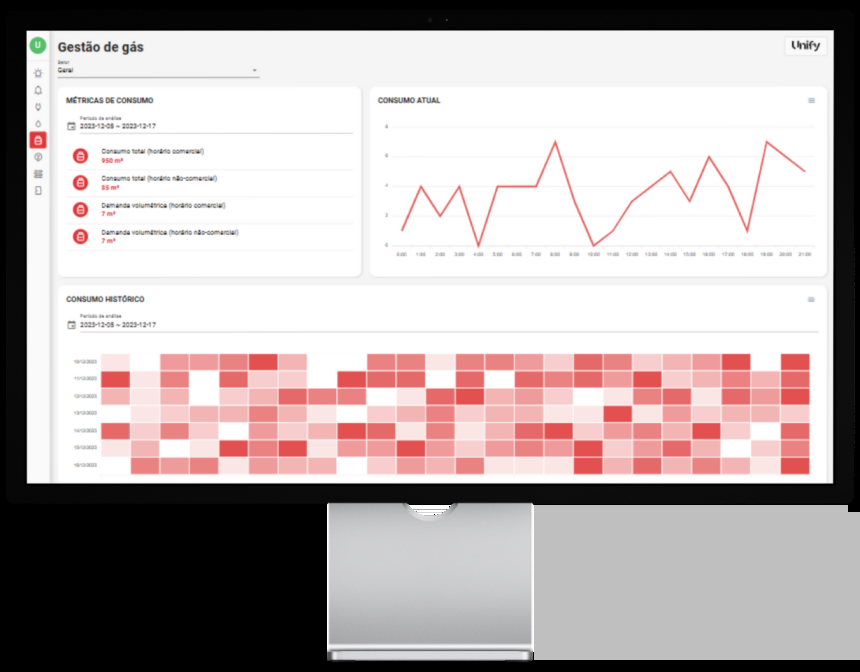 U
Gestão de gás
Unify
Setor
Geral
MÉTRICAS DE CONSUMO
Período de análise
2023-12-08 ~ 2023-12-17
Consumo total (horário comercial)
950 m³
Consumo total (horário não-comercial)
85 m³
Demanda volumétrica (horário comercial)
7 m³
Demanda volumétrica (horário não-comercial)
7 m³
CONSUMO ATUAL
8
6
4
2
0
0:00 1:00 2:00 3:00 4:00 5:00 6:00 7:00 8:00 9:00 10:00 11:00 12:00 13:00 14:00 15:00 16:00 17:00 18:00 19:00 20:00 21:00
CONSUMO HISTÓRICO
Período de análise
2023-12-08 ~ 2023-12-17
10/12/2023
11/12/2023
12/12/2023
13/12/2023
14/12/2023
15/12/2023
16/12/2023